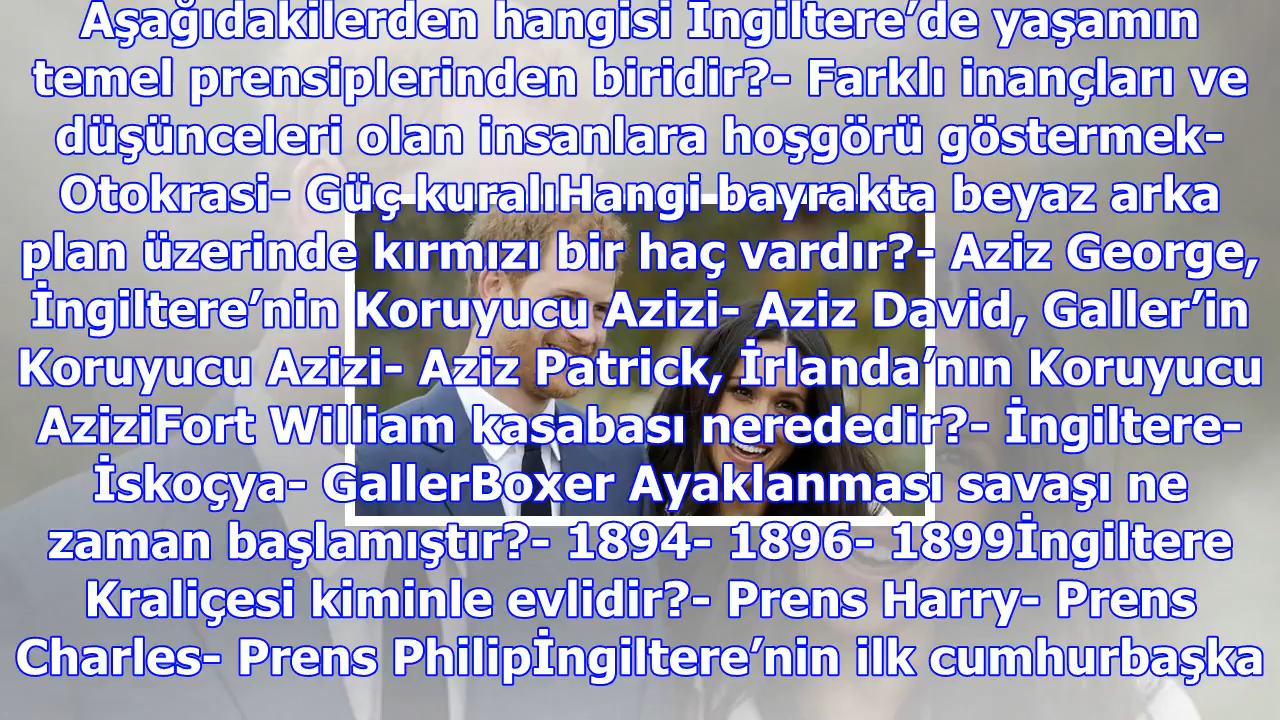 Aşağıdakilerden hangisi İngiltere’de yaşamın
temel prensiplerinden biridir?- Farklı inançları ve
düşünceleri olan insanlara hoşgörü göstermek-
Otokrasi- Güç kuralıHangi bayrakta beyaz arka
plan üzerinde kırmızı bir haç vardır?- Aziz George,
İngiltere’nin Koruyucu Azizi- Aziz David, Galler’in
Koruyucu Azizi- Aziz Patrick, İrlanda’nın Koruyucu
AziziFort William kasabası nerededir?- İngiltere-
İskoçya- GallerBoxer Ayaklanması savaşı ne
zaman başlamıştır?- 1894- 1896- 1899İngiltere
Kraliçesi kiminle evlidir?- Prens Harry- Prens
Charles- Prens Philipİngiltere’nin ilk cumhurbaşka